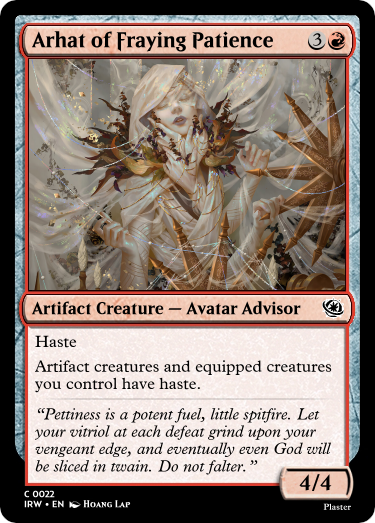 Arhat of Fraying Patience 3
Artifact Creature — Avatar Advisor
Haste
Artifact creatures and equipped creatures
you control have haste.
“Pettiness is a potent fuel, little spitfire. Let
your vitriol at each defeat grind upon your
vengeant edge, and eventually even God will
be sliced in twain. Do not falter.”
4/4
C 0022
IRW • EN Hoang Lap
Plaster